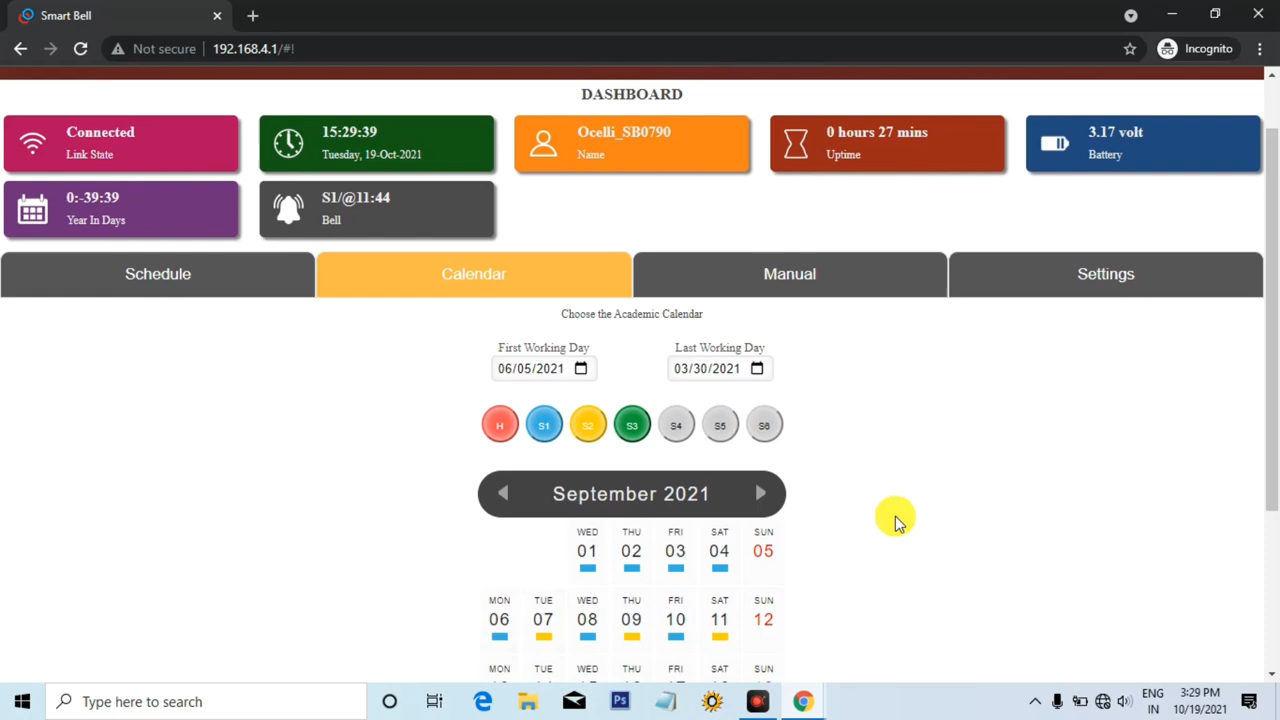 Smart Bell
Not secure 192.168.4.1/#!
Incognito
DASHBOARD
Connected
Link State
15:29:39
Tuesday, 19-Oct-2021
Ocelli_SB0790
Name
0 hours 27 mins
Uptime
3.17 volt
Battery
0:-39:39
Year In Days
S1/@11:44
Bell
Schedule Calendar Manual Settings
Choose the Academic Calendar
First Working Day Last Working Day
06/05/2021 03/30/2021
H S1 S2 S3 S4 S5 S6
September 2021
WED THU FRI SAT SUN
01 02 03 04 05
MON TUE WED THU FRI SAT SUN
06 07 08 09 10 11 12
MON TUE WED THU FRI SAT SUN
Type here to search
Ps
ENG
IN
3:29 PM
10/19/2021